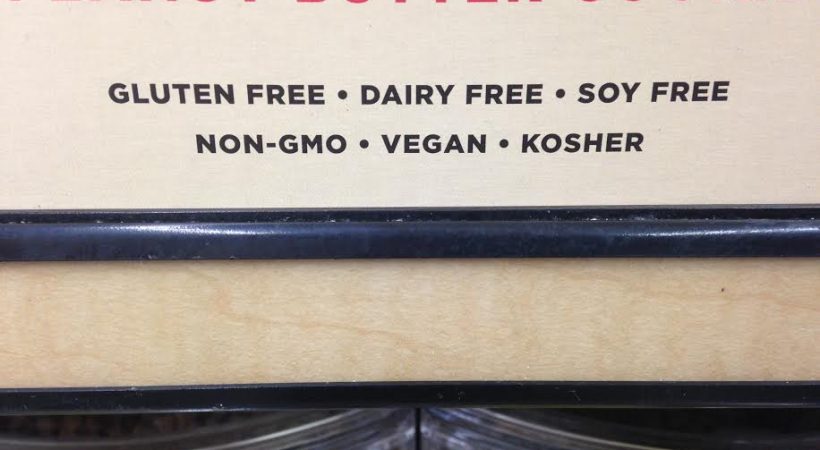 GLUTEN FREE • DAIRY FREE • SOY FREE
NON-GMO • VEGAN • KOSHER